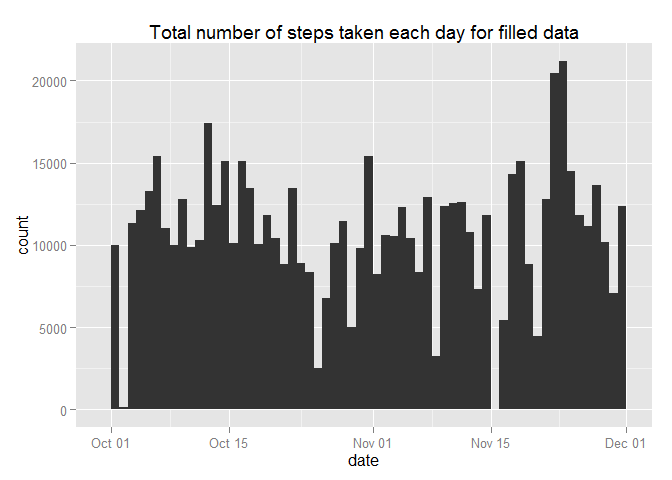 Total number of steps taken each day for filled data
20000
15000
10000
5000
0
count
Oct 01 Oct 15 Nov 01 Nov 15 Dec 01
date